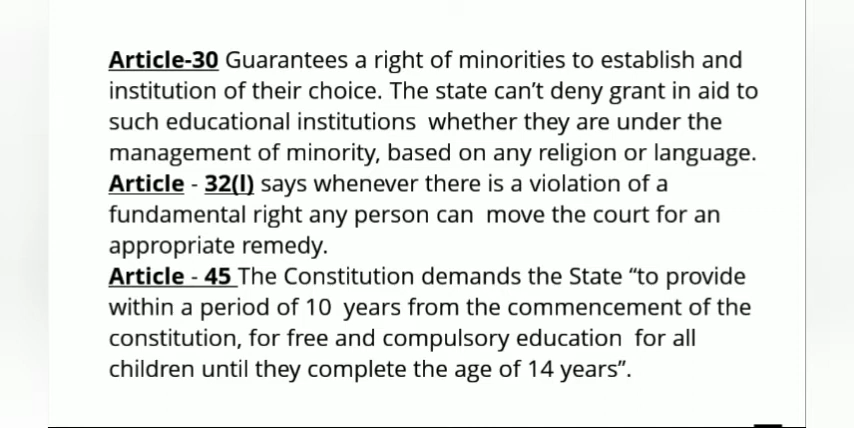 Article-30 Guarantees a right of minorities to establish and
institution of their choice. The state can’t deny grant in aid to
such educational institutions whether they are under the
management of minority, based on any religion or language.
Article - 32(l) says whenever there is a violation of a
fundamental right any person can move the court for an
appropriate remedy.
Article - 45 The Constitution demands the State “to provide
within a period of 10 years from the commencement of the
constitution, for free and compulsory education for all
children until they complete the age of 14 years”.